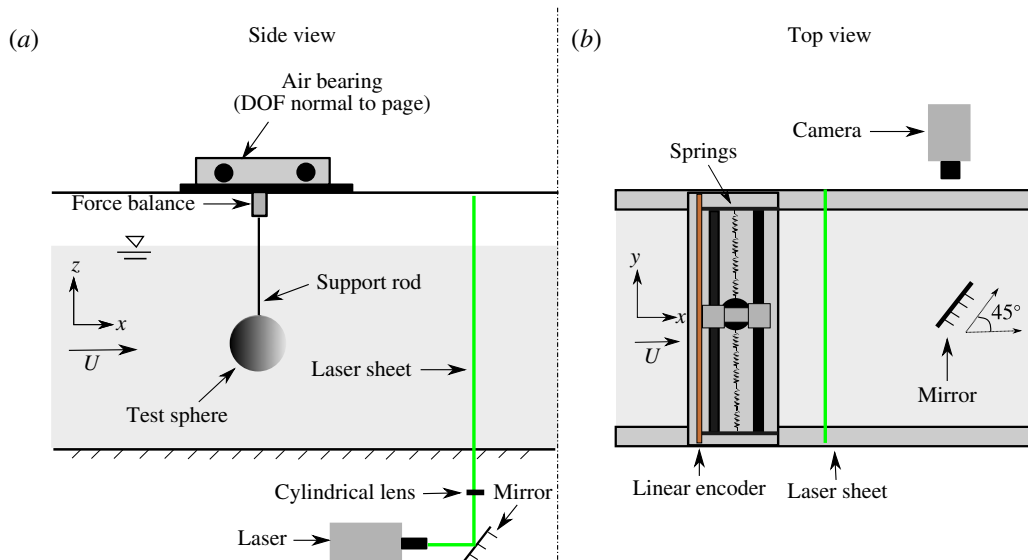 (a)
Side view
Air bearing
(DOF normal to page)
Force balance
z
x
U
Support rod
Test sphere
Laser sheet
Cylindrical lens
Mirror
Laser
(b)
Top view
Camera
Springs
y
x
U
45°
Mirror
Linear encoder
Laser sheet